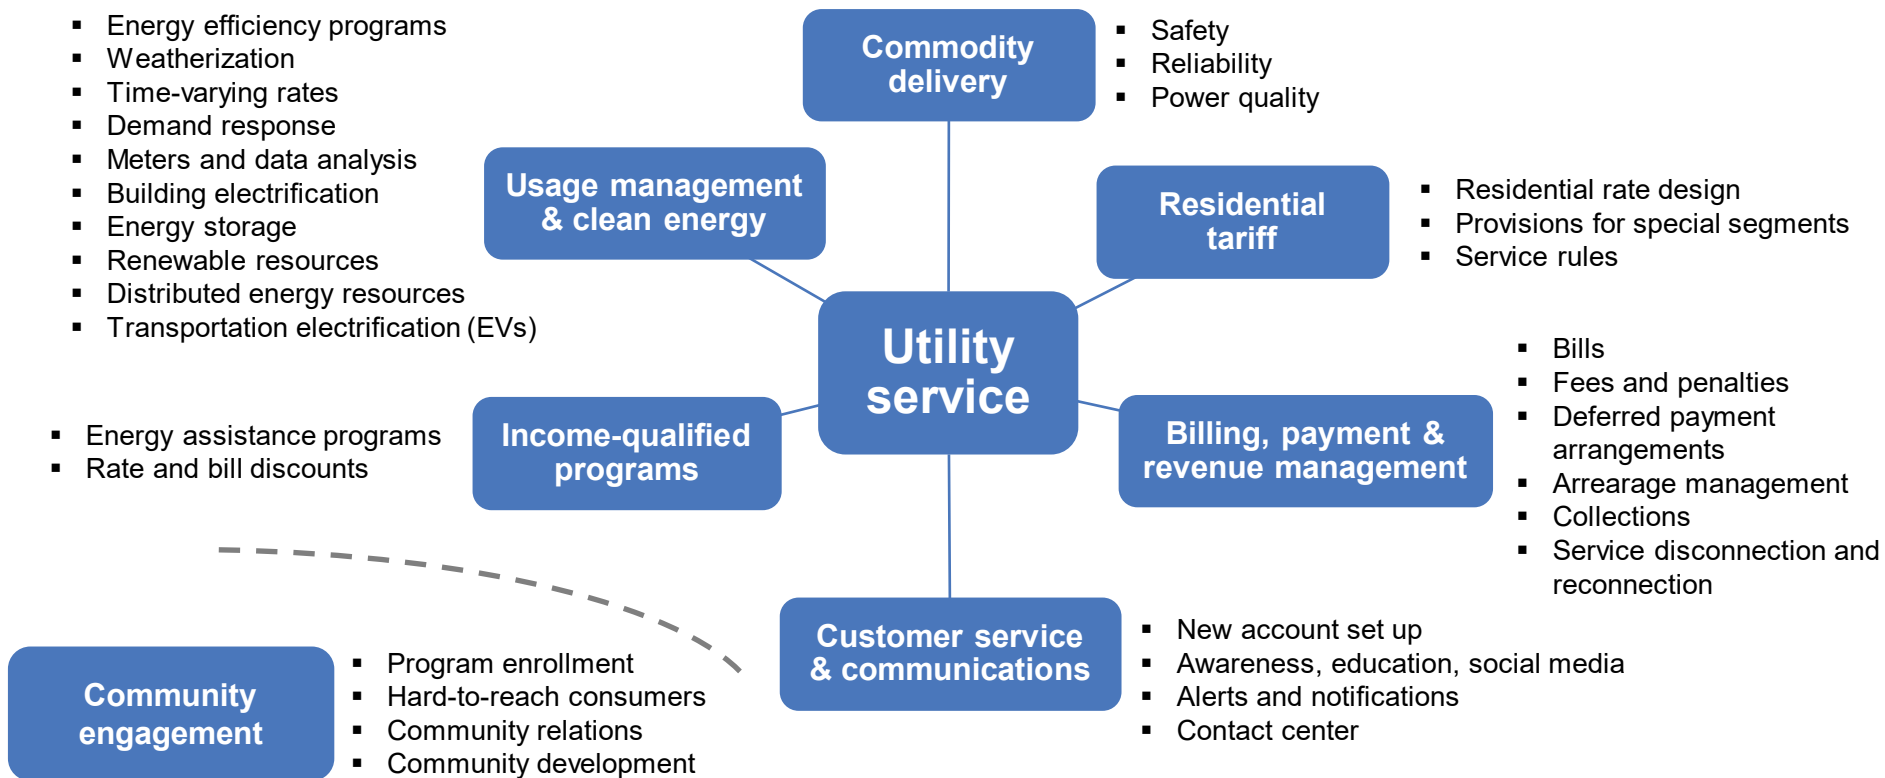 Energy efficiency programs
Weatherization
Time-varying rates
Demand response
Meters and data analysis
Building electrification
Energy storage
Renewable resources
Distributed energy resources
Transportation electrification (EVs)
Usage management
& clean energy
Commodity
delivery
Safety
Reliability
Power quality
Residential
tariff
Residential rate design
Provisions for special segments
Service rules
Utility
service
Energy assistance programs
Rate and bill discounts
Income-qualified
programs
Billing, payment &
revenue management
Bills
Fees and penalties
Deferred payment
arrangements
Arrearage management
Collections
Service disconnection and
reconnection
Community
engagement
Program enrollment
Hard-to-reach consumers
Community relations
Community development
Customer service
& communications
New account set up
Awareness, education, social media
Alerts and notifications
Contact center